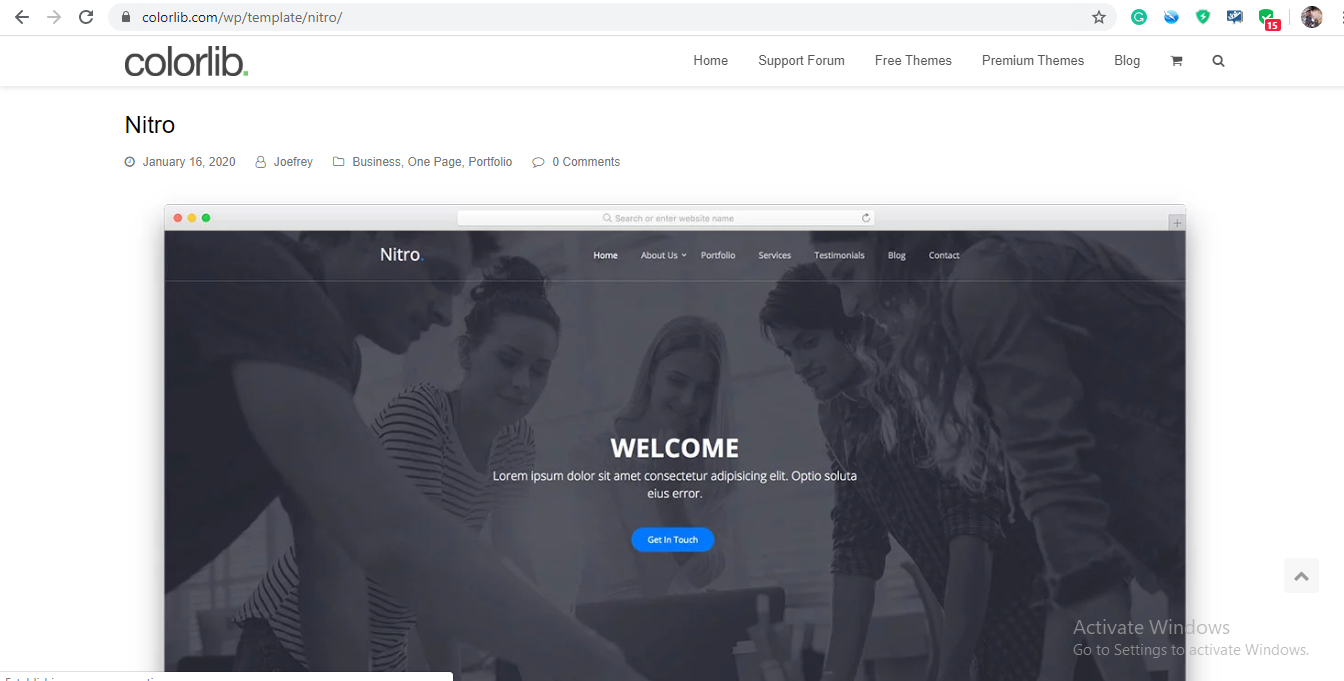 colorlib.com/wp/template/nitro/
15
colorlib.
Home Support Forum Free Themes Premium Themes Blog
Nitro
January 16, 2020 Joefrey Business, One Page, Portfolio 0 Comments
Search or enter website name
Nitro.
Home About Us Portfolio Services Testimonials Blog Contact
WELCOME
Lorem ipsum dolor sit amet consectetur adipisicing elit. Optio soluta
eius error.
Get In Touch
Activate Windows
Go to Settings to activate Windows.